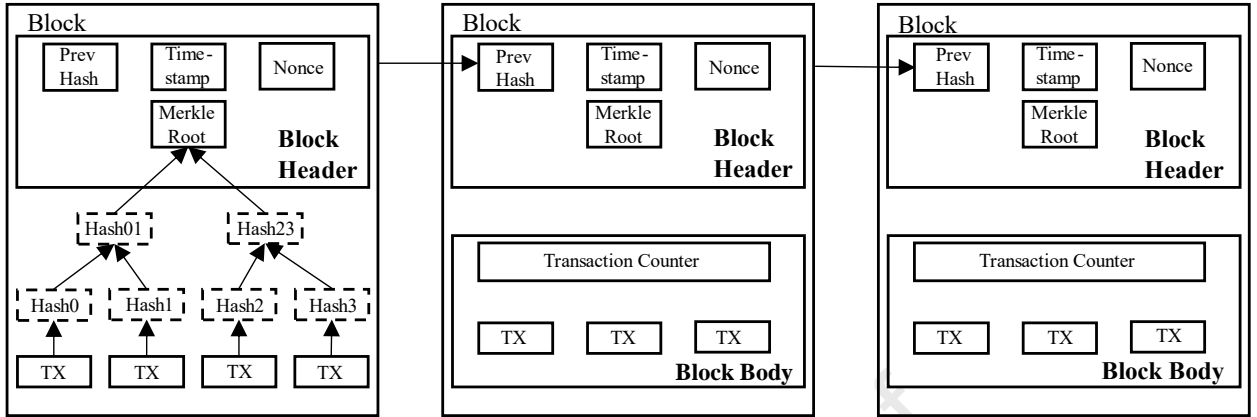 Block
Prev
Hash
Time-
stamp
Nonce
Merkle
Root
Block
Header
Hash01
Hash23
Hash0
Hash1
Hash2
Hash3
TX
TX
TX
TX
Block
Prev
Hash
Time-
stamp
Nonce
Merkle
Root
Block
Header
Transaction Counter
TX
TX
TX
Block Body
Block
Prev
Hash
Time-
stamp
Nonce
Merkle
Root
Block
Header
Transaction Counter
TX
TX
TX
Block Body